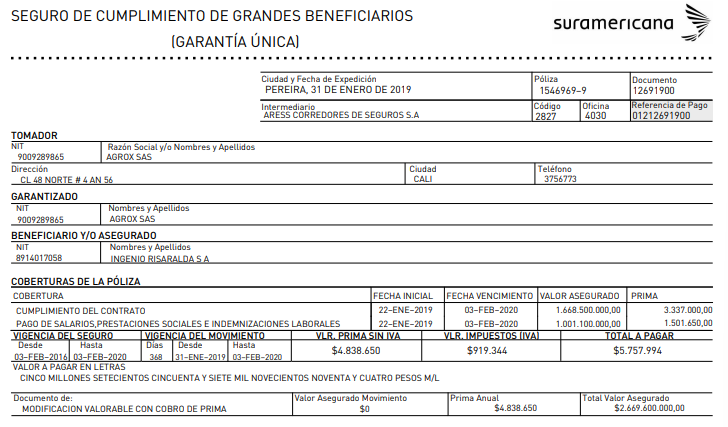 SEGURO DE CUMPLIMIENTO DE GRANDES BENEFICIARIOS
(GARANTÍA ÚNICA)
suramericana
Ciudad y Fecha de Expedición Póliza Documento
PEREIRA, 31 DE ENERO DE 2019 1546969-9 12691900
Intermediario Código Oficina Referencia de Pago
ARESS CORREDORES DE SEGUROS S.A 2827 4030 01212691900
TOMADOR
NIT Razón Social y/o Nombres y Apellidos
9009289865 AGROX SAS
Dirección Ciudad Teléfono
CL 48 NORTE # 4 AN 56 CALI 3756773
GARANTIZADO
NIT Nombres y Apellidos
9009289865 AGROX SAS
BENEFICIARIO Y/O ASEGURADO
NIT Nombres y Apellidos
8914017058 INGENIO RISARALDA S A
COBERTURAS DE LA PÓLIZA
COBERTURA FECHA INICIAL FECHA VENCIMIENTO VALOR ASEGURADO PRIMA
CUMPLIMIENTO DEL CONTRATO 22-ENE-2019 03-FEB-2020 1.668.500.000,00 3.337.000,00
PAGO DE SALARIOS,PRESTACIONES SOCIALES E INDEMNIZACIONES LABORALES 22-ENE-2019 03-FEB-2020 1.001.100.000,00 1.501.650,00
VIGENCIA DEL SEGURO VIGENCIA DEL MOVIMIENTO VLR. PRIMA SIN IVA VLR. IMPUESTOS (IVA) TOTAL A PAGAR
Desde Hasta Días Desde Hasta
03-FEB-2016 03-FEB-2020 368 31-ENE-2019 03-FEB-2020 $4.838.650 $919.344 $5.757.994
VALOR A PAGAR EN LETRAS
CINCO MILLONES SETECIENTOS CINCUENTA Y SIETE MIL NOVECIENTOS NOVENTA Y CUATRO PESOS M/L
Documento de: Valor Asegurado Movimiento Prima Anual Total Valor Asegurado
MODIFICACION VALORABLE CON COBRO DE PRIMA $0 $4.838.650 $2.669.600.000,00